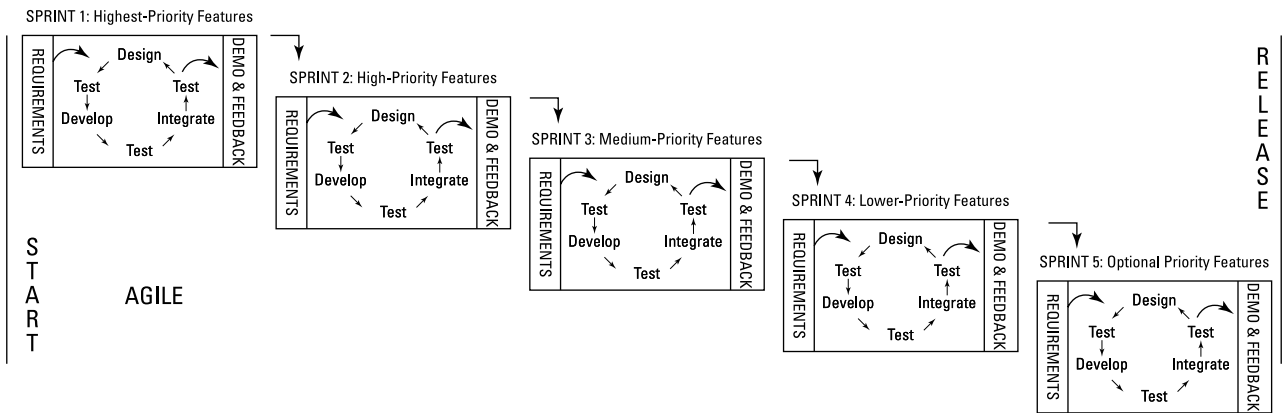 SPRINT 1: Highest-Priority Features
REQUIREMENTS
Design
Test
Test
Develop
Integrate
Test
DEMO & FEEDBACK
SPRINT 2: High-Priority Features
REQUIREMENTS
Design
Test
Test
Develop
Integrate
Test
DEMO & FEEDBACK
SPRINT 3: Medium-Priority Features
REQUIREMENTS
Design
Test
Test
Develop
Integrate
Test
DEMO & FEEDBACK
SPRINT 4: Lower-Priority Features
REQUIREMENTS
Design
Test
Test
Develop
Integrate
Test
DEMO & FEEDBACK
SPRINT 5: Optional Priority Features
REQUIREMENTS
Design
Test
Test
Develop
Integrate
Test
DEMO & FEEDBACK
START
AGILE
RELEASE